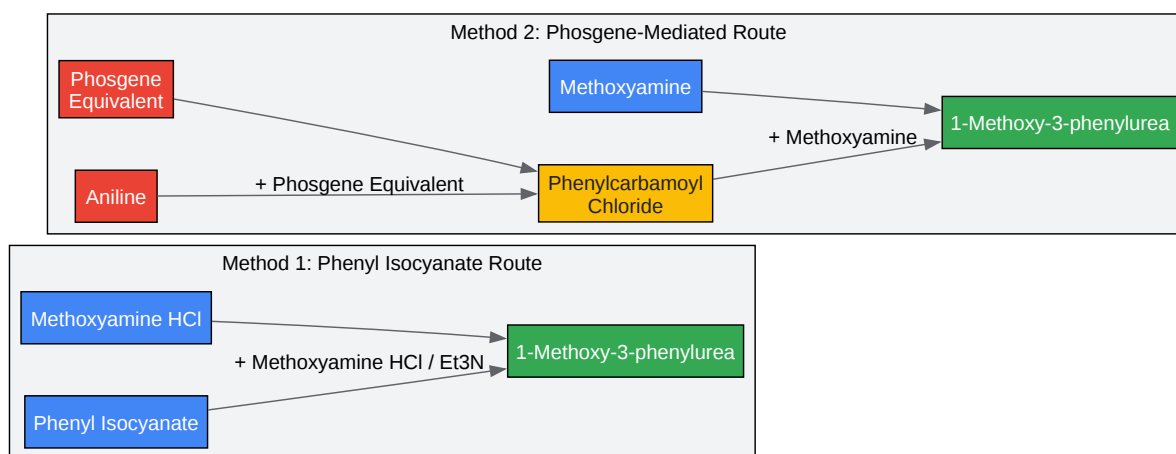 Method 2: Phosgene-Mediated Route
Phosgene
Equivalent
Methoxyamine
1-Methoxy-3-phenylurea
+ Methoxyamine
Aniline
+ Phosgene Equivalent
Phenylcarbamoyl
Chloride
Method 1: Phenyl Isocyanate Route
Methoxyamine HCl
1-Methoxy-3-phenylurea
+ Methoxyamine HCl / Et3N
Phenyl Isocyanate